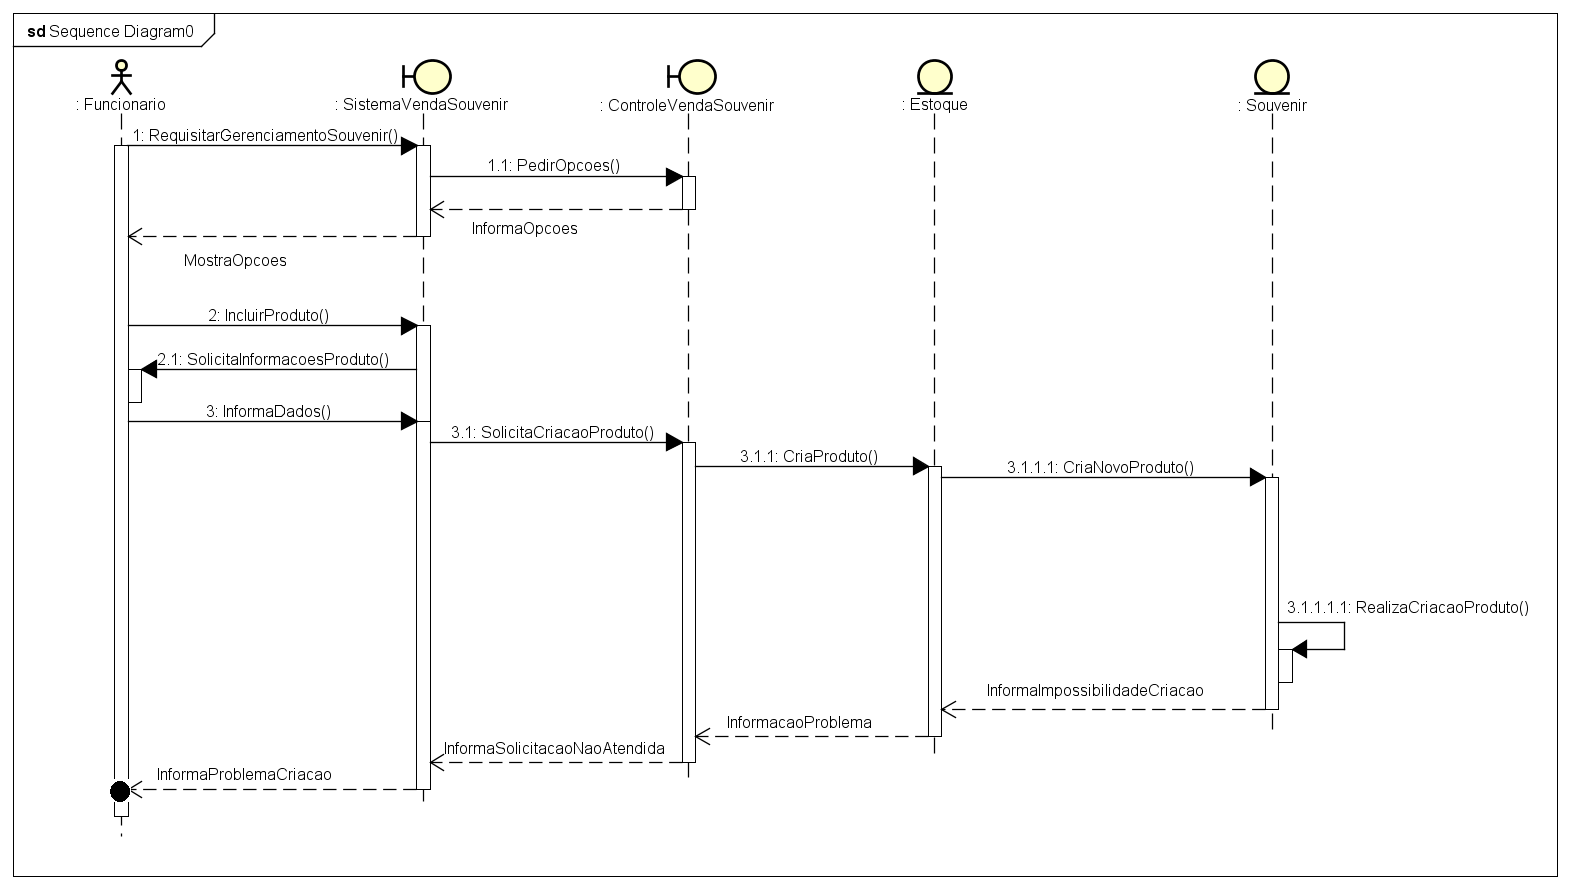 sd Sequence Diagram0
: Funcionario
: SistemaVendaSouvenir
: ControleVendaSouvenir
: Estoque
: Souvenir
1: RequisitarGerenciamentoSouvenir()
1.1: PedirOpcoes()
InformaOpcoes
MostraOpcoes
2: IncluirProduto()
2.1: SolicitaInformacoesProduto()
3: InformaDados()
3.1: SolicitaCriacaoProduto()
3.1.1: CriaProduto()
3.1.1.1: CriaNovoProduto()
3.1.1.1.1: RealizaCriacaoProduto()
InformaImpossibilidadeCriacao
InformacaoProblema
InformaSolicitacaoNaoAtendida
InformaProblemaCriacao